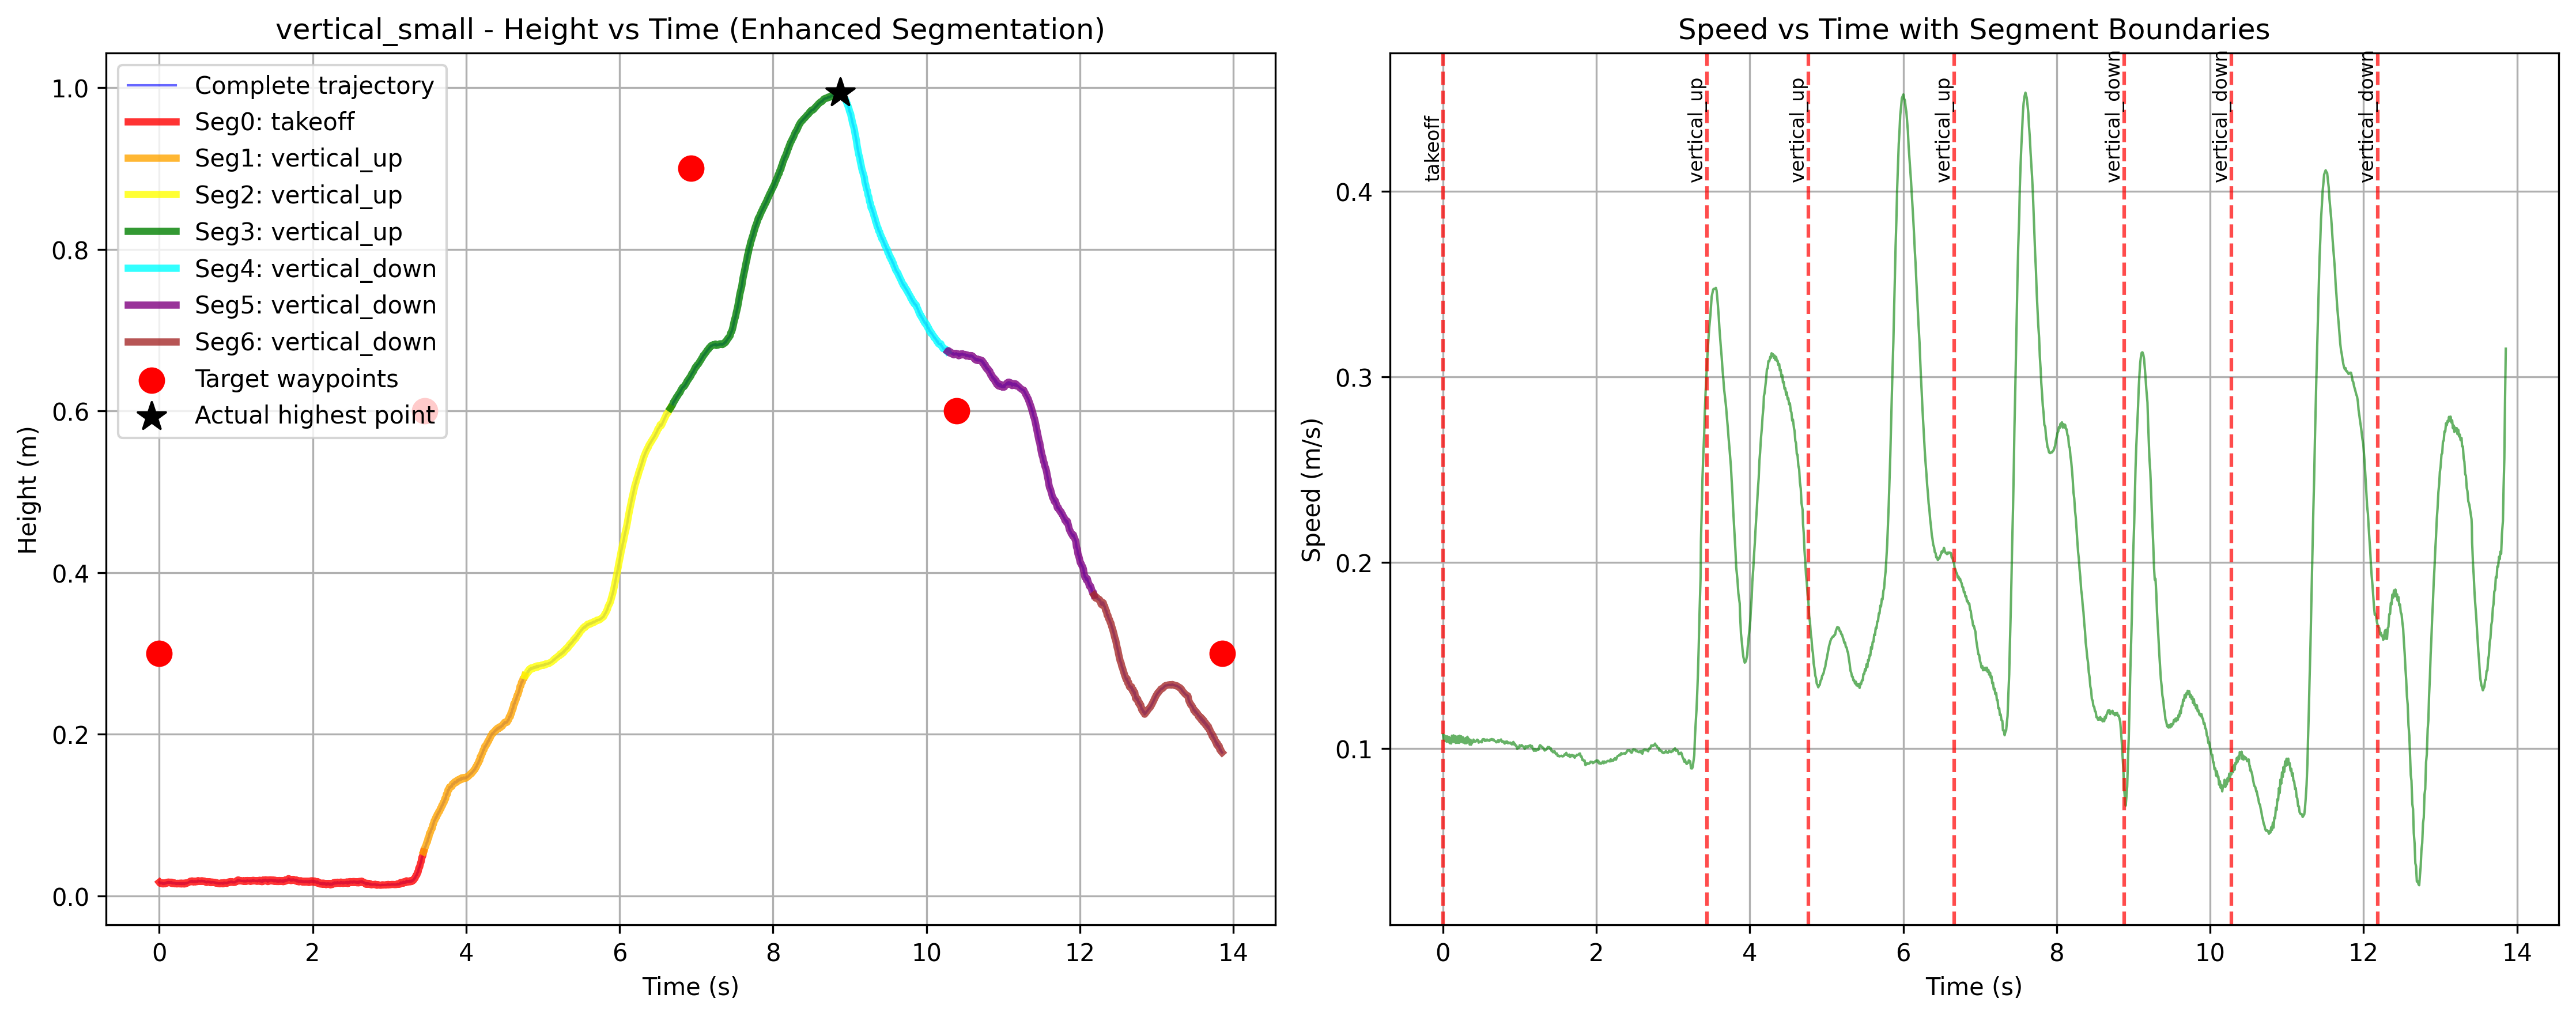 vertical_small - Height vs Time (Enhanced Segmentation)
Complete trajectory
Seg0: takeoff
Seg1: vertical_up
Seg2: vertical_up
Seg3: vertical_up
Seg4: vertical_down
Seg5: vertical_down
Seg6: vertical_down
Target waypoints
Actual highest point
Height (m)
1.0
0.8
0.6
0.4
0.2
0.0
0 2 4 6 8 10 12 14
Time (s)
Speed vs Time with Segment Boundaries
takeoff
vertical_up
vertical_up
vertical_up
vertical_down
vertical_down
vertical_down
Speed (m/s)
0.4
0.3
0.2
0.1
0 2 4 6 8 10 12 14
Time (s)